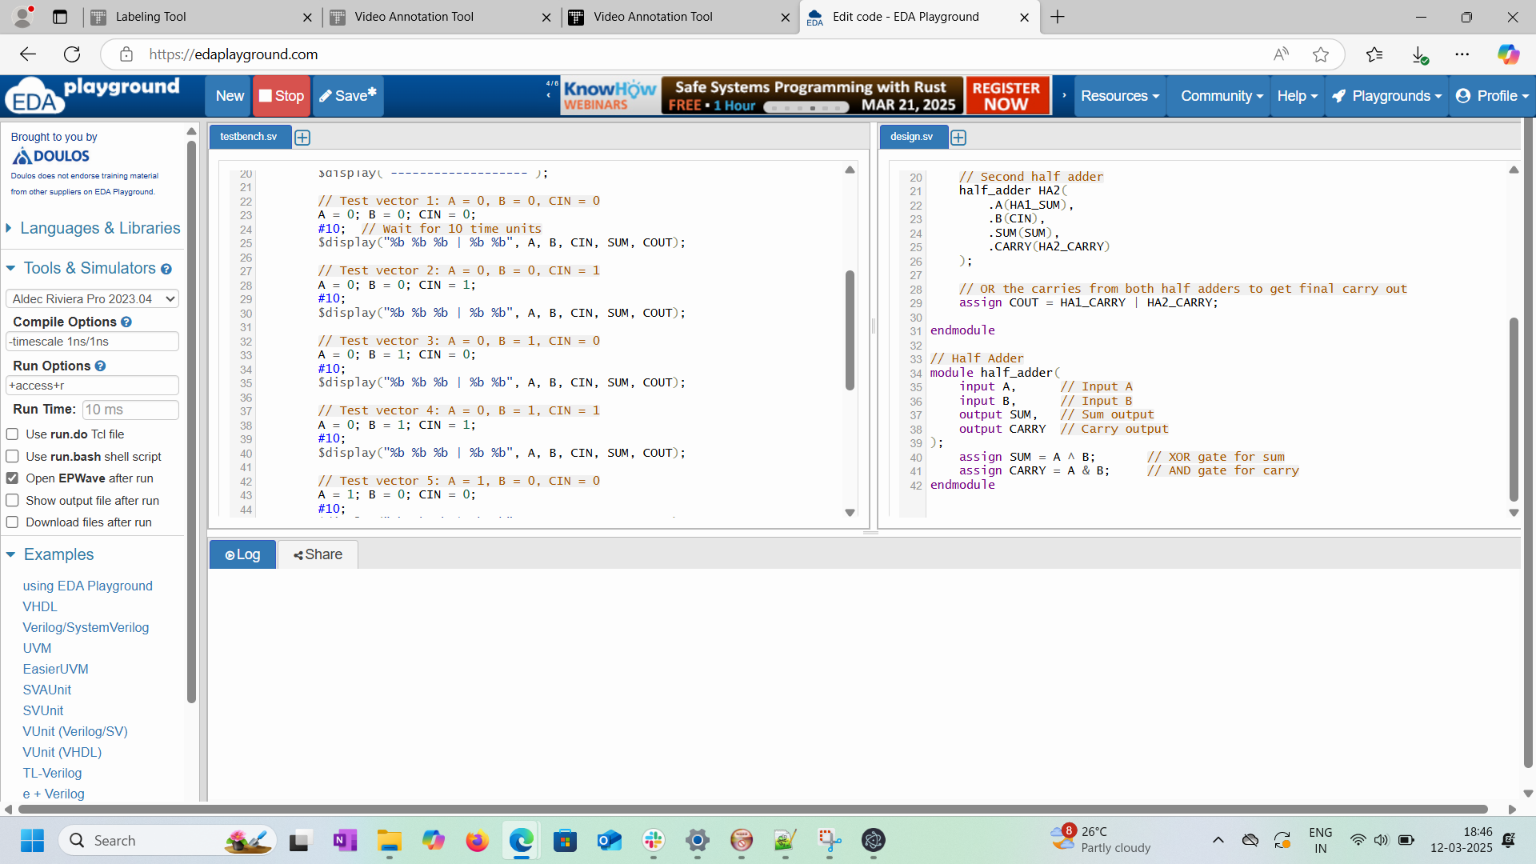 Labeling Tool
Video Annotation Tool
Video Annotation Tool
EDA
Edit code - EDA Playground
https://edaplayground.com
EDA playground
New
Stop
Save*
4/6
KnowHow
WEBINARS
Safe Systems Programming with Rust
FREE • 1 Hour
MAR 21, 2025
REGISTER
NOW
Resources
Community
Help
Playgrounds
Profile
Brought to you by
DOULOS
Doulos does not endorse training material
from other suppliers on EDA Playground.
Languages & Libraries
Tools & Simulators
Aldec Riviera Pro 2023.04
Compile Options
-timescale 1ns/1ns
Run Options
+access+r
Run Time: 10 ms
Use run.do Tcl file
Use run.bash shell script
Open EPWave after run
Show output file after run
Download files after run
Examples
using EDA Playground
VHDL
Verilog/SystemVerilog
UVM
EasierUVM
SVAUnit
SVUnit
VUnit (Verilog/SV)
VUnit (VHDL)
TL-Verilog
e + Verilog
testbench.sv
20 $display( ------------------- );
21
22 // Test vector 1: A = 0, B = 0, CIN = 0
23 A = 0; B = 0; CIN = 0;
24 #10; // Wait for 10 time units
25 $display("%b %b %b | %b %b", A, B, CIN, SUM, COUT);
26
27 // Test vector 2: A = 0, B = 0, CIN = 1
28 A = 0; B = 0; CIN = 1;
29 #10;
30 $display("%b %b %b | %b %b", A, B, CIN, SUM, COUT);
31
32 // Test vector 3: A = 0, B = 1, CIN = 0
33 A = 0; B = 1; CIN = 0;
34 #10;
35 $display("%b %b %b | %b %b", A, B, CIN, SUM, COUT);
36
37 // Test vector 4: A = 0, B = 1, CIN = 1
38 A = 0; B = 1; CIN = 1;
39 #10;
40 $display("%b %b %b | %b %b", A, B, CIN, SUM, COUT);
41
42 // Test vector 5: A = 1, B = 0, CIN = 0
43 A = 1; B = 0; CIN = 0;
44 #10;
design.sv
20 // Second half adder
21 half_adder HA2(
22 .A(HA1_SUM),
23 .B(CIN),
24 .SUM(SUM),
25 .CARRY(HA2_CARRY)
26 );
27
28 // OR the carries from both half adders to get final carry out
29 assign COUT = HA1_CARRY | HA2_CARRY;
30
31 endmodule
32
33 // Half Adder
34 module half_adder(
35 input A, // Input A
36 input B, // Input B
37 output SUM, // Sum output
38 output CARRY // Carry output
39 );
40 assign SUM = A ^ B; // XOR gate for sum
41 assign CARRY = A & B; // AND gate for carry
42 endmodule
Log
Share
Search
8
26°C
Partly cloudy
ENG
IN
18:46
12-03-2025